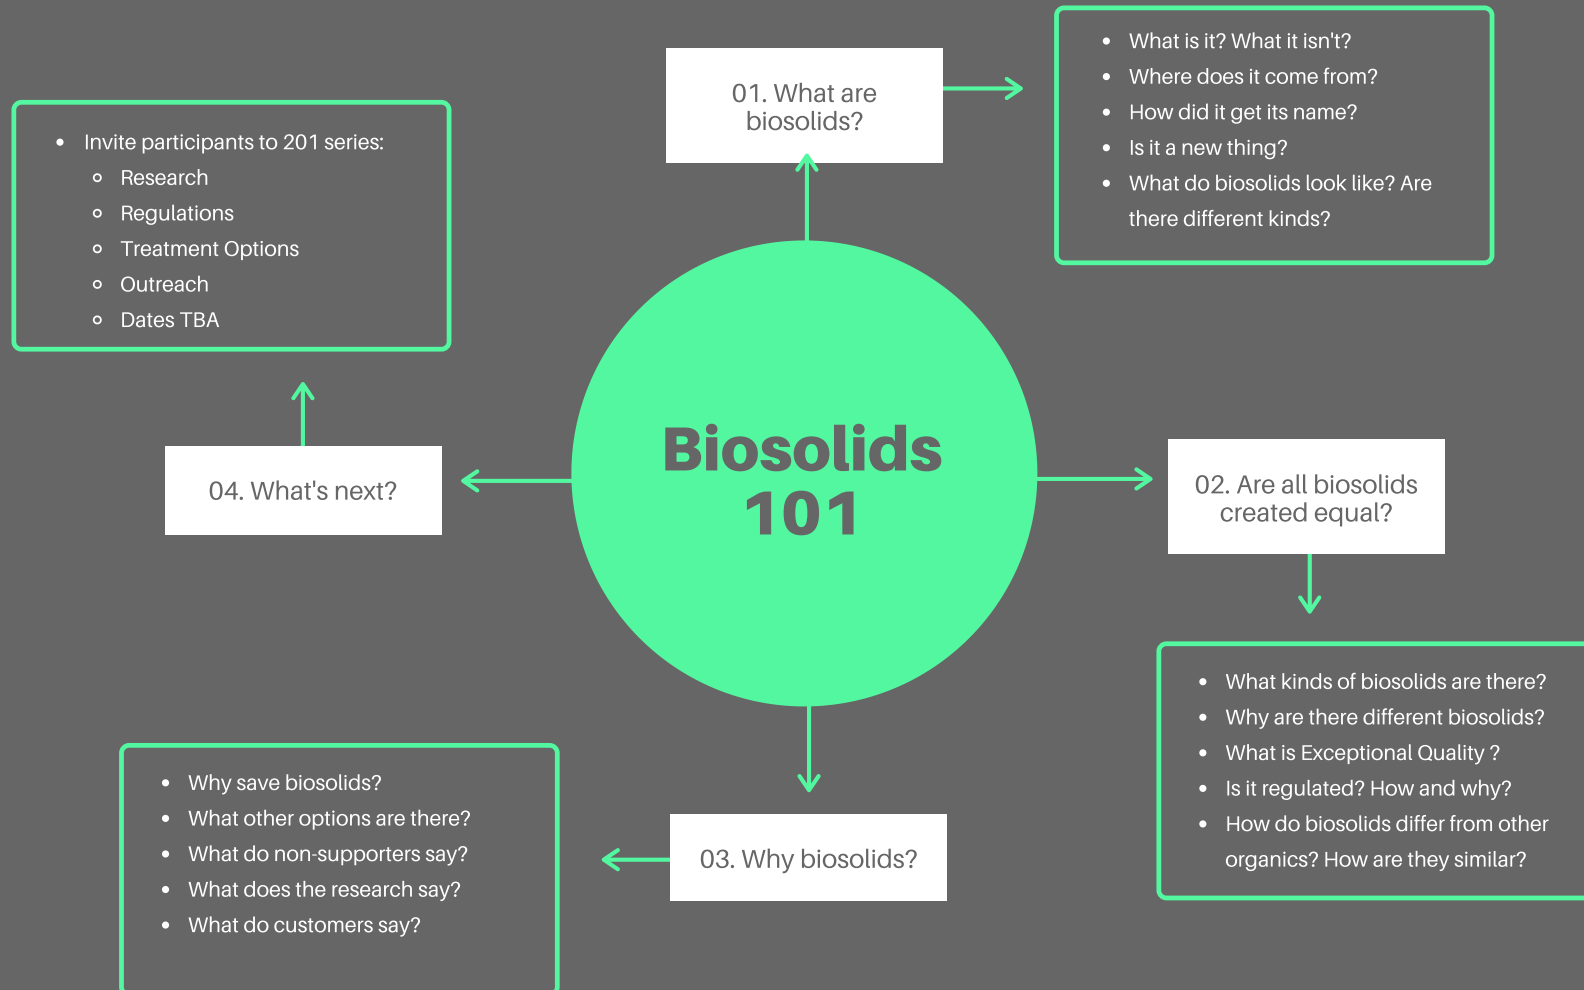 Biosolids
101
01. What are
biosolids?
• What is it? What it isn't?
• Where does it come from?
• How did it get its name?
• Is it a new thing?
• What do biosolids look like? Are
there different kinds?
02. Are all biosolids
created equal?
• What kinds of biosolids are there?
• Why are there different biosolids?
• What is Exceptional Quality ?
• Is it regulated? How and why?
• How do biosolids differ from other
organics? How are they similar?
03. Why biosolids?
• Why save biosolids?
• What other options are there?
• What do non-supporters say?
• What does the research say?
• What do customers say?
04. What's next?
• Invite participants to 201 series:
◦ Research
◦ Regulations
◦ Treatment Options
◦ Outreach
◦ Dates TBA